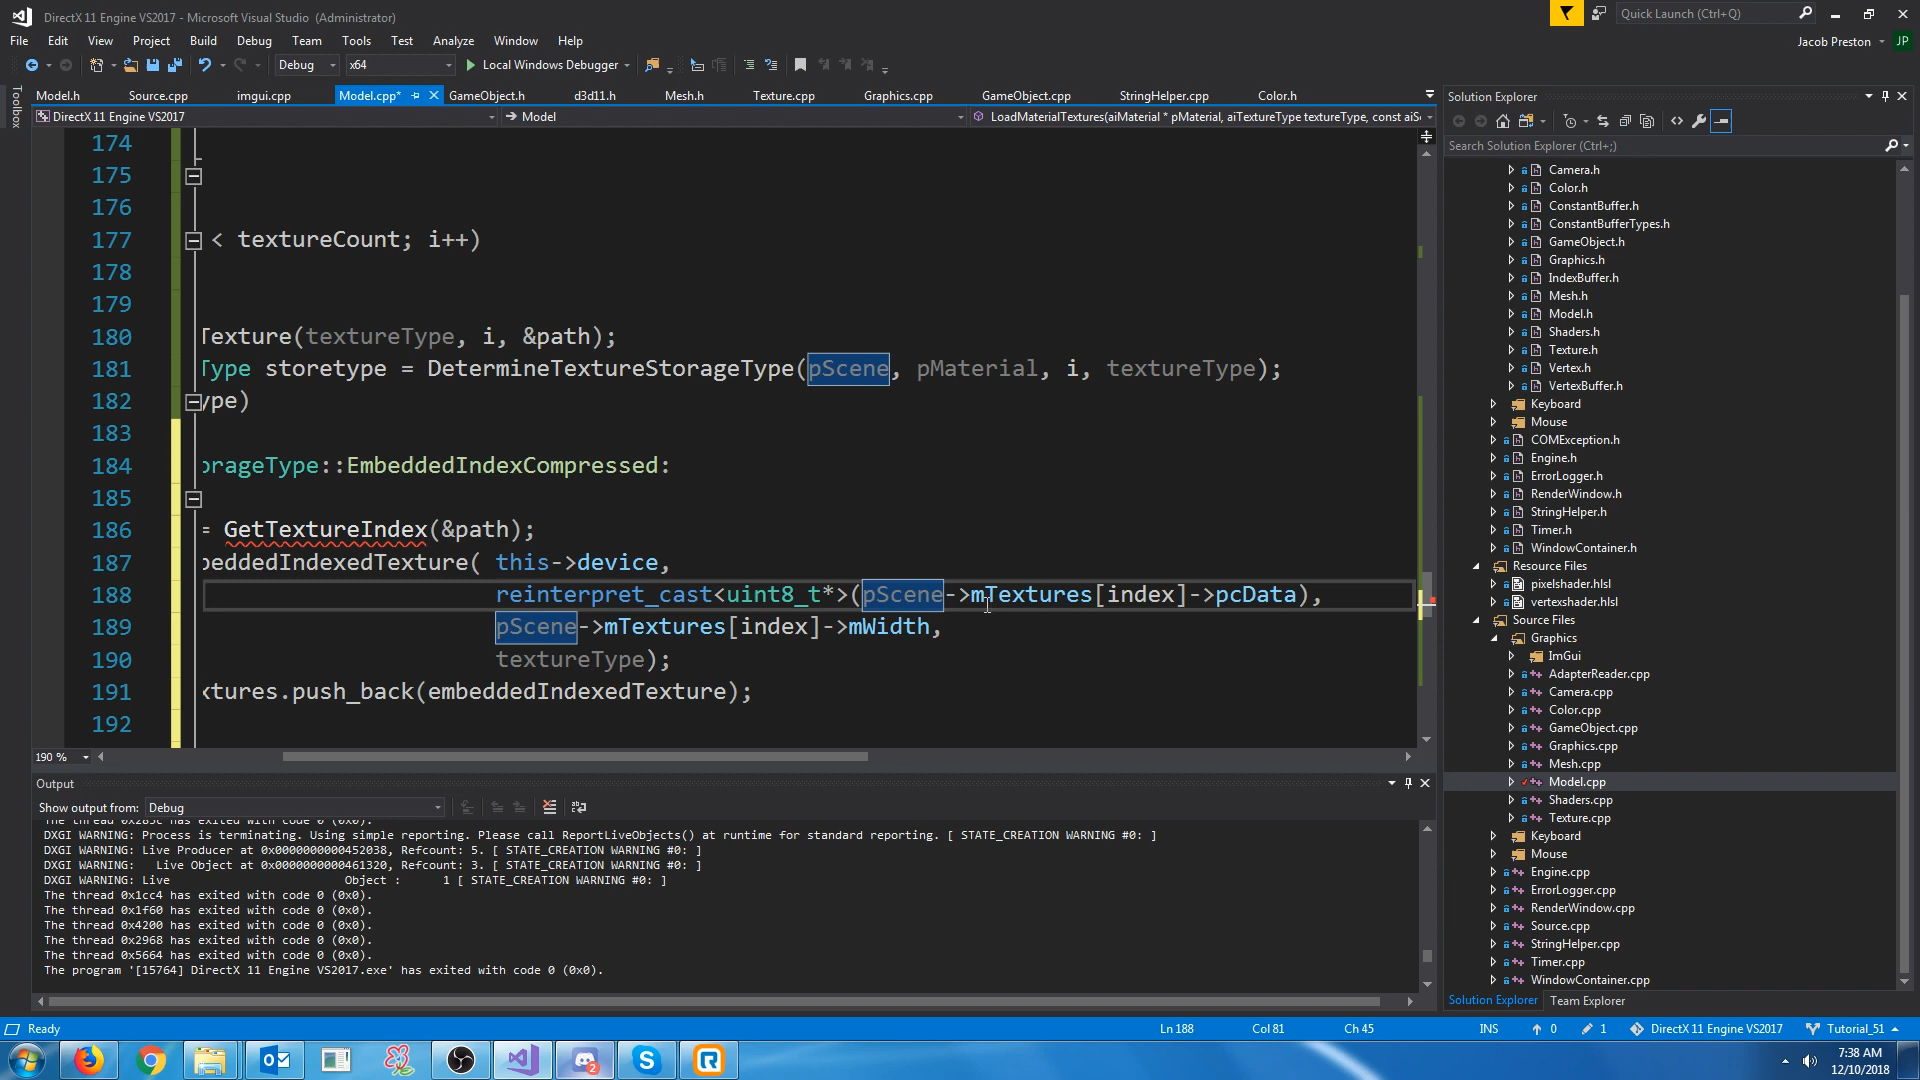 DirectX 11 Engine VS2017 - Microsoft Visual Studio (Administrator)
Quick Launch (Ctrl+Q)
File Edit View Project Build Debug Team Tools Test Analyze Window Help
Jacob Preston JP
Debug x64 Local Windows Debugger
Toolbox
Model.h Source.cpp imgui.cpp Model.cpp* GameObject.h d3d11.h Mesh.h Texture.cpp Graphics.cpp GameObject.cpp StringHelper.cpp Color.h
DirectX 11 Engine VS2017 Model LoadMaterialTextures(aiMaterial * pMaterial, aiTextureType textureType, const aiSc
174
175
176
177 < textureCount; i++)
178
179
180 Texture(textureType, i, &path);
181 Type storetype = DetermineTextureStorageType(pScene, pMaterial, i, textureType);
182 ype)
183
184 orageType::EmbeddedIndexCompressed:
185
186 = GetTextureIndex(&path);
187 beddedIndexedTexture( this->device,
188 reinterpret_cast<uint8_t*>(pScene->mTextures[index]->pcData),
189 pScene->mTextures[index]->mWidth,
190 textureType);
191 xtures.push_back(embeddedIndexedTexture);
192
190 %
Output
Show output from: Debug
The thread 0x285c has exited with code 0 (0x0).
DXGI WARNING: Process is terminating. Using simple reporting. Please call ReportLiveObjects() at runtime for standard reporting. [ STATE_CREATION WARNING #0: ]
DXGI WARNING: Live Producer at 0x0000000000452038, Refcount: 5. [ STATE_CREATION WARNING #0: ]
DXGI WARNING: Live Object at 0x0000000000461320, Refcount: 3. [ STATE_CREATION WARNING #0: ]
DXGI WARNING: Live Object : 1 [ STATE_CREATION WARNING #0: ]
The thread 0x1cc4 has exited with code 0 (0x0).
The thread 0x1f60 has exited with code 0 (0x0).
The thread 0x4200 has exited with code 0 (0x0).
The thread 0x2968 has exited with code 0 (0x0).
The thread 0x5664 has exited with code 0 (0x0).
The program '[15764] DirectX 11 Engine VS2017.exe' has exited with code 0 (0x0).
Solution Explorer
Search Solution Explorer (Ctrl+;)
Camera.h
Color.h
ConstantBuffer.h
ConstantBufferTypes.h
GameObject.h
Graphics.h
IndexBuffer.h
Mesh.h
Model.h
Shaders.h
Texture.h
Vertex.h
VertexBuffer.h
Keyboard
Mouse
COMException.h
Engine.h
ErrorLogger.h
RenderWindow.h
StringHelper.h
Timer.h
WindowContainer.h
Resource Files
pixelshader.hlsl
vertexshader.hlsl
Source Files
Graphics
ImGui
AdapterReader.cpp
Camera.cpp
Color.cpp
GameObject.cpp
Graphics.cpp
Mesh.cpp
Model.cpp
Shaders.cpp
Texture.cpp
Keyboard
Mouse
Engine.cpp
ErrorLogger.cpp
RenderWindow.cpp
Source.cpp
StringHelper.cpp
Timer.cpp
WindowContainer.cpp
Solution Explorer Team Explorer
Ready Ln 188 Col 81 Ch 45 INS 0 1 DirectX 11 Engine VS2017 Tutorial_51
7:38 AM
12/10/2018